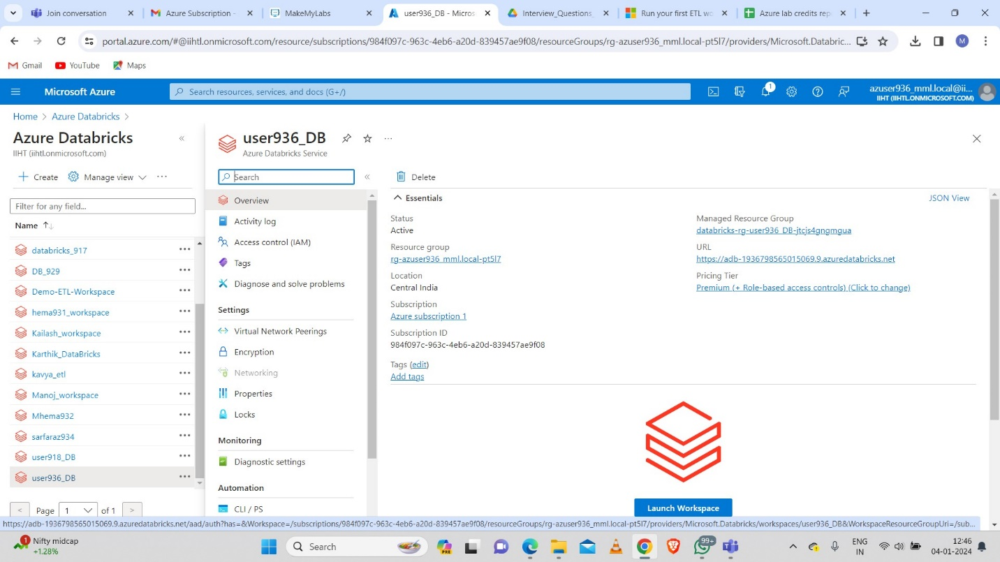 Join conversation
Azure Subscription -
MakeMyLabs
user936_DB - Micros
Interview_Questions_
Run your first ETL wo
Azure lab credits rep
portal.azure.com/#@iihtl.onmicrosoft.com/resource/subscriptions/984f097c-963c-4eb6-a20d-839457ae9f08/resourceGroups/rg-azuser936_mml.local-pt5l7/providers/Microsoft.Databric...
M
Gmail
YouTube
Maps
Microsoft Azure
Search resources, services, and docs (G+/)
1
azuser936_mml.local@ii...
IIHT (IIHTL.ONMICROSOFT.COM)
Home > Azure Databricks >
Azure Databricks
IIHT (iihtl.onmicrosoft.com)
Create
Manage view
Filter for any field...
Name
databricks_917
DB_929
Demo-ETL-Workspace
hema931_workspace
Kailash_workspace
Karthik_DataBricks
kavya_etl
Manoj_workspace
Mhema932
sarfaraz934
user918_DB
user936_DB
< Page 1 of 1 >
user936_DB
Azure Databricks Service
Search
Overview
Activity log
Access control (IAM)
Tags
Diagnose and solve problems
Settings
Virtual Network Peerings
Encryption
Networking
Properties
Locks
Monitoring
Diagnostic settings
Automation
CLI / PS
Delete
Essentials
JSON View
Status
Active
Resource group
rg-azuser936_mml.local-pt5l7
Location
Central India
Subscription
Azure subscription 1
Subscription ID
984f097c-963c-4eb6-a20d-839457ae9f08
Tags (edit)
Add tags
Managed Resource Group
databricks-rg-user936_DB-jtcjs4gngmgua
URL
https://adb-1936798565015069.9.azuredatabricks.net
Pricing Tier
Premium (+ Role-based access controls) (Click to change)
Launch Workspace
https://adb-1936798565015069.9.azuredatabricks.net/aad/auth?has=&Workspace=/subscriptions/984f097c-963c-4eb6-a20d-839457ae9f08/resourceGroups/rg-azuser936_mml.local-pt5l7/providers/Microsoft.Databricks/workspaces/user936_DB&WorkspaceResourceGroupUri=/sub...
1
Nifty midcap
+1.28%
Search
PRE
99+
ENG
IN
12:46
04-01-2024